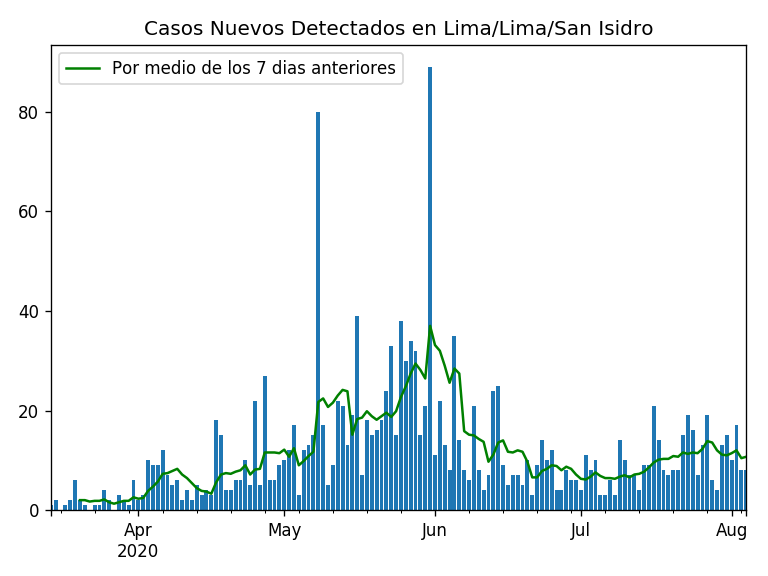 Casos Nuevos Detectados en Lima/Lima/San Isidro
Por medio de los 7 dias anteriores
80
60
40
20
0
Apr May Jun Jul Aug
2020